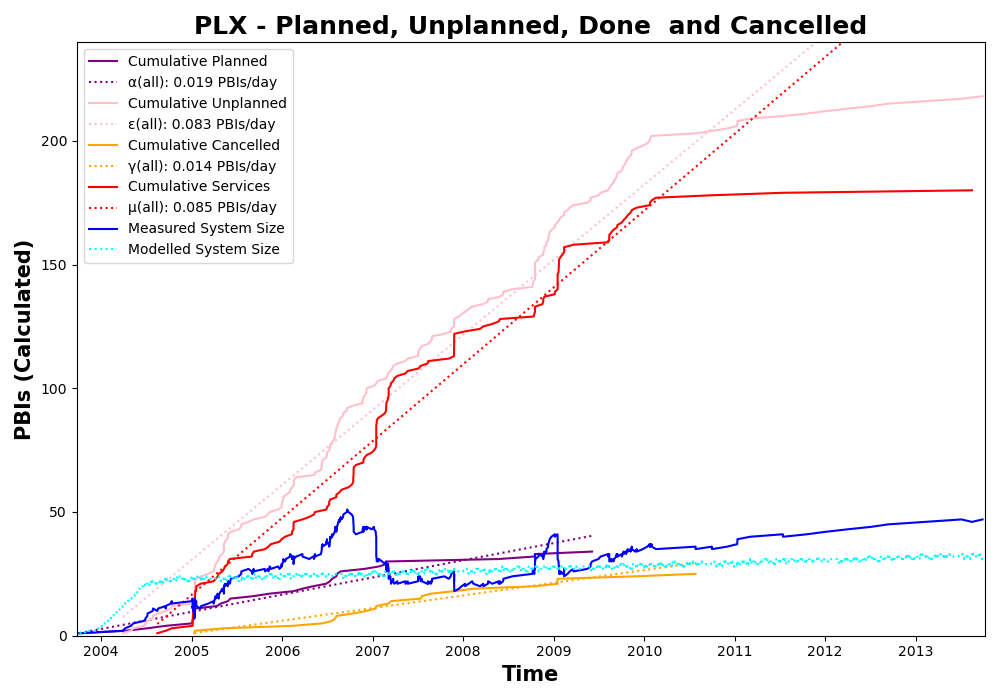 PLX - Planned, Unplanned, Done  and Cancelled
Cumulative Planned
α(all): 0.019 PBIs/day
Cumulative Unplanned
ε(all): 0.083 PBIs/day
Cumulative Cancelled
γ(all): 0.014 PBIs/day
Cumulative Services
μ(all): 0.085 PBIs/day
Measured System Size
Modelled System Size
PBIs (Calculated)
200
150
100
50
0
2004 2005 2006 2007 2008 2009 2010 2011 2012 2013
Time